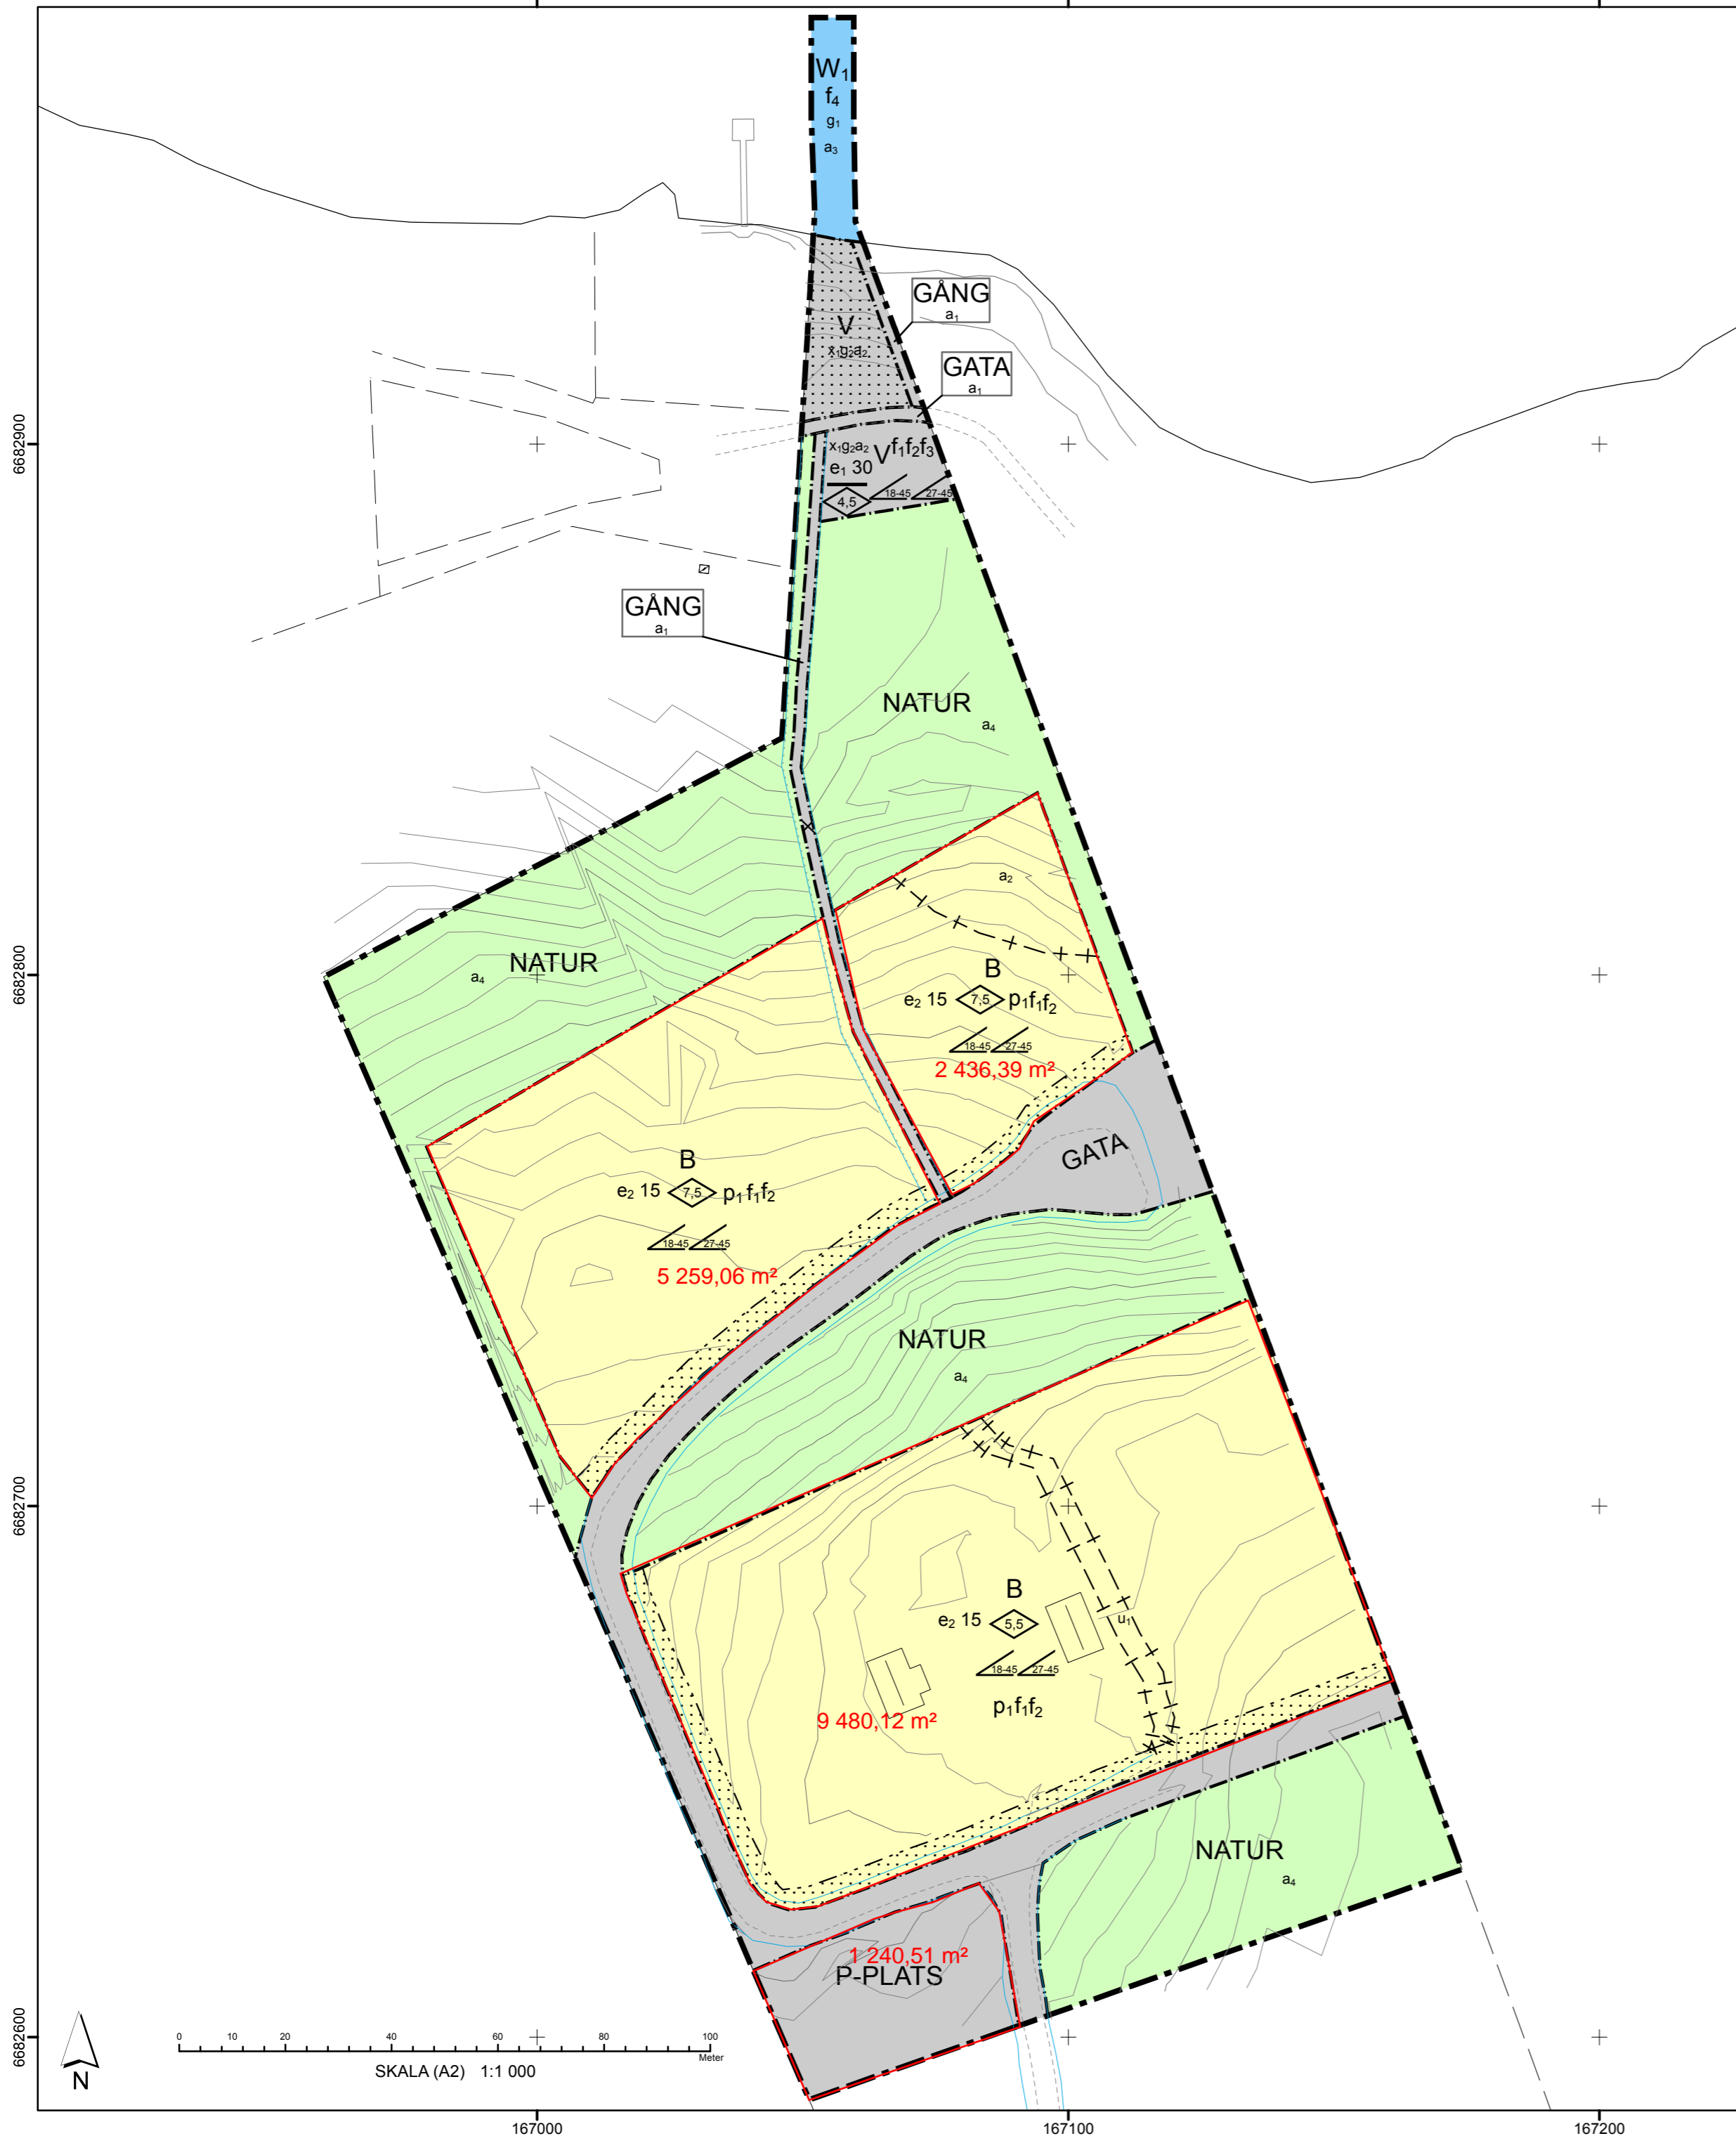 W₁
f₄
g₁
a₃
GÅNG
a₁
V
x₁g₂a₂
GATA
a₁
6682900
x₁g₂a₂ V f₁f₂f₃
e₁ 30
4,5 18-45 27-45
GÅNG
a₁
NATUR
a₄
a₂
NATUR
a₄
6682800
B
e₂ 15 7,5 p₁f₁f₂
18-45 27-45
2 436,39 m²
GATA
B
e₂ 15 7,5 p₁f₁f₂
18-45 27-45
5 259,06 m²
NATUR
a₄
6682700
B
e₂ 15 5,5
u₁
18-45 27-45
p₁f₁f₂
9 480,12 m²
NATUR
a₄
1 240,51 m²
P-PLATS
6682600
N
0 10 20 40 60 80 100
Meter
SKALA (A2) 1:1 000
167000 167100 167200